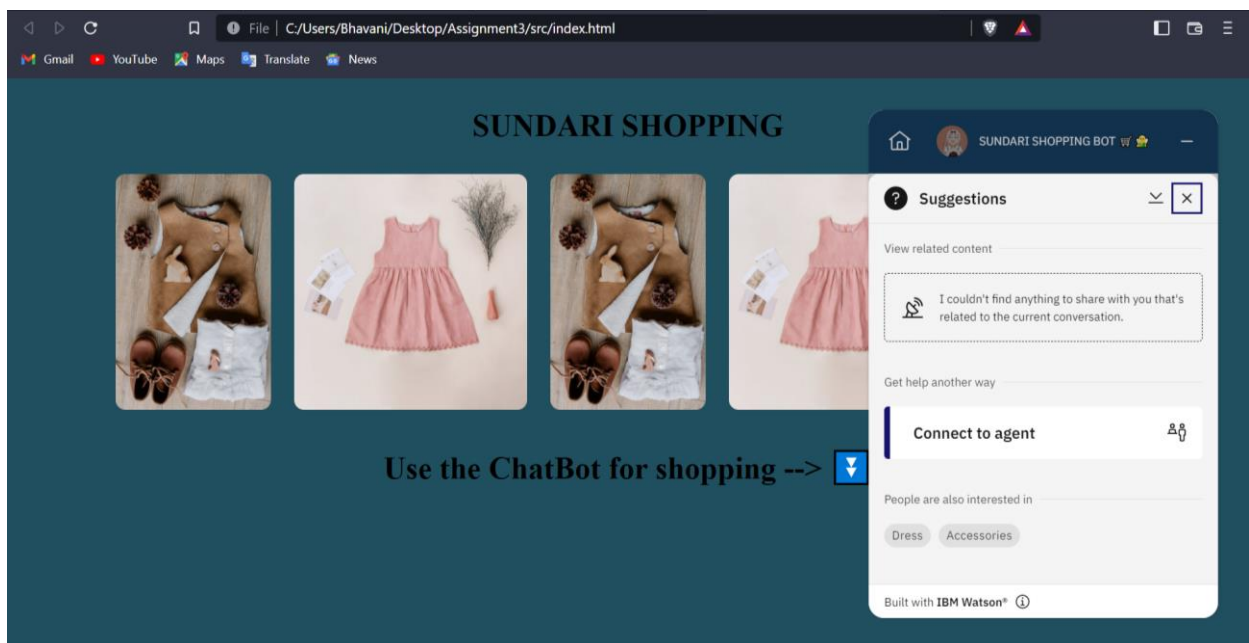 File C:/Users/Bhavani/Desktop/Assignment3/src/index.html
Gmail YouTube Maps Translate News
SUNDARI SHOPPING
Use the ChatBot for shopping -->
SUNDARI SHOPPING BOT
? Suggestions
View related content
I couldn't find anything to share with you that's
related to the current conversation.
Get help another way
Connect to agent
People are also interested in
Dress Accessories
Built with IBM Watson®